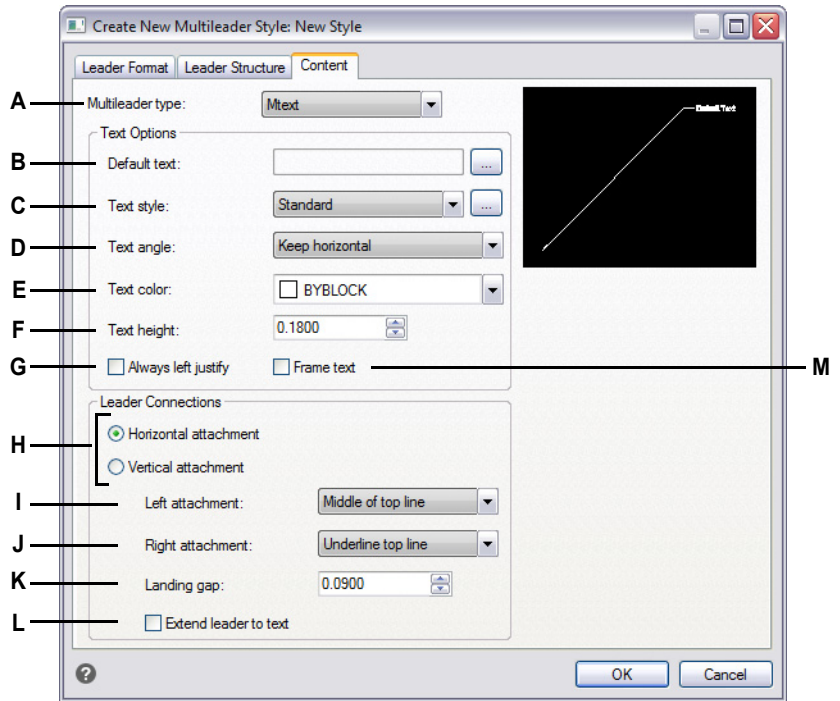 Create New Multileader Style: New Style
Leader Format Leader Structure Content
A Multileader type: Mtext
Default Text
Text Options
B Default text: ...
C Text style: Standard ...
D Text angle: Keep horizontal
E Text color: BYBLOCK
F Text height: 0.1800
G Always left justify Frame text M
Leader Connections
H Horizontal attachment
Vertical attachment
I Left attachment: Middle of top line
J Right attachment: Underline top line
K Landing gap: 0.0900
L Extend leader to text
? OK Cancel